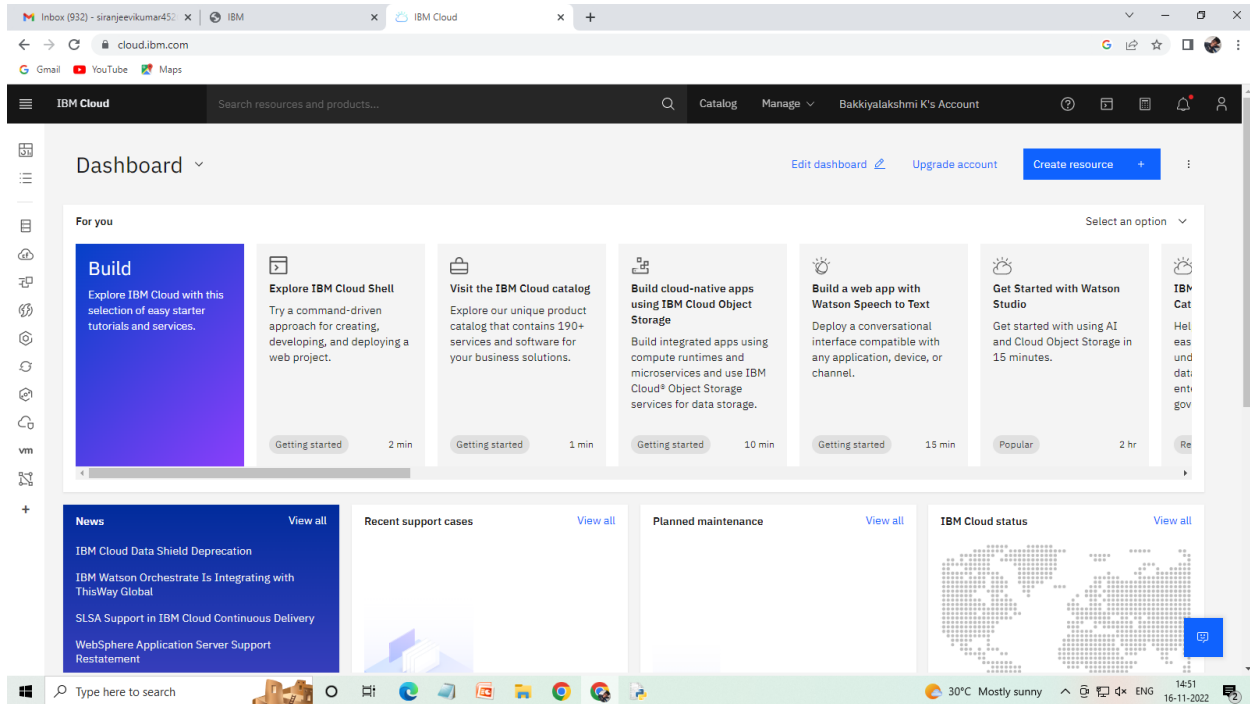 Inbox (932) - siranjeevikumar452
IBM
IBM Cloud
cloud.ibm.com
Gmail YouTube Maps
IBM Cloud
Search resources and products...
Catalog Manage Bakkiyalakshmi K's Account
Dashboard
Edit dashboard Upgrade account Create resource +
For you
Select an option
Build
Explore IBM Cloud with this
selection of easy starter
tutorials and services.
Explore IBM Cloud Shell
Try a command-driven
approach for creating,
developing, and deploying a
web project.
Getting started 2 min
Visit the IBM Cloud catalog
Explore our unique product
catalog that contains 190+
services and software for
your business solutions.
Getting started 1 min
Build cloud-native apps
using IBM Cloud Object
Storage
Build integrated apps using
compute runtimes and
microservices and use IBM
Cloud® Object Storage
services for data storage.
Getting started 10 min
Build a web app with
Watson Speech to Text
Deploy a conversational
interface compatible with
any application, device, or
channel.
Getting started 15 min
Get Started with Watson
Studio
Get started with using AI
and Cloud Object Storage in
15 minutes.
Popular 2 hr
IBM
Cat
Hel
eas
und
data
ente
gov
Re
vm
News View all
IBM Cloud Data Shield Deprecation
IBM Watson Orchestrate Is Integrating with
ThisWay Global
SLSA Support in IBM Cloud Continuous Delivery
WebSphere Application Server Support
Restatement
Recent support cases View all
Planned maintenance View all
IBM Cloud status View all
Type here to search
30°C Mostly sunny
ENG
14:51
16-11-2022
2